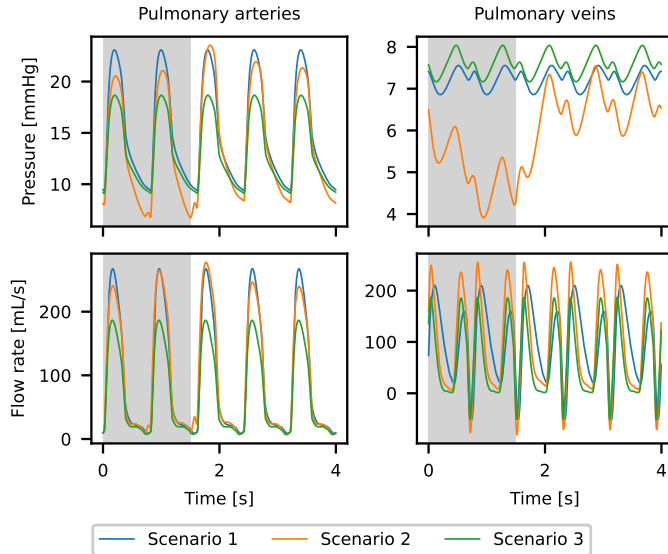 Pulmonary arteries
Pulmonary veins
Pressure [mmHg]
20
15
10
8
7
6
5
4
Flow rate [mL/s]
200
100
0
200
100
0
0
2
4
0
2
4
Time [s]
Time [s]
Scenario 1
Scenario 2
Scenario 3